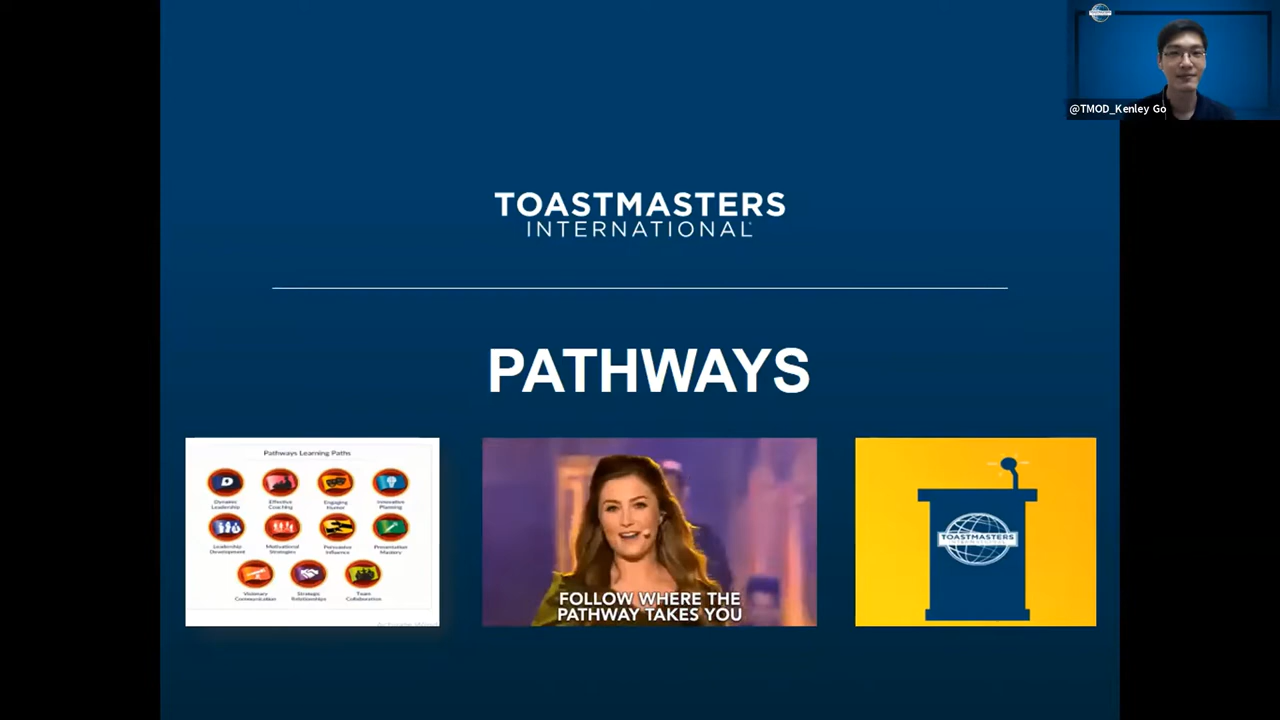 @TMOD_Kenley Go
TOASTMASTERS
INTERNATIONAL
PATHWAYS
Pathways Learning Paths
Dynamic
Leadership
Effective
Coaching
Engaging
Humor
Innovative
Planning
Leadership
Development
Motivational
Strategies
Persuasive
Influence
Presentation
Mastery
Visionary
Communication
Strategic
Relationships
Team
Collaboration
FOLLOW WHERE THE
PATHWAY TAKES YOU
TOASTMASTERS
INTERNATIONAL